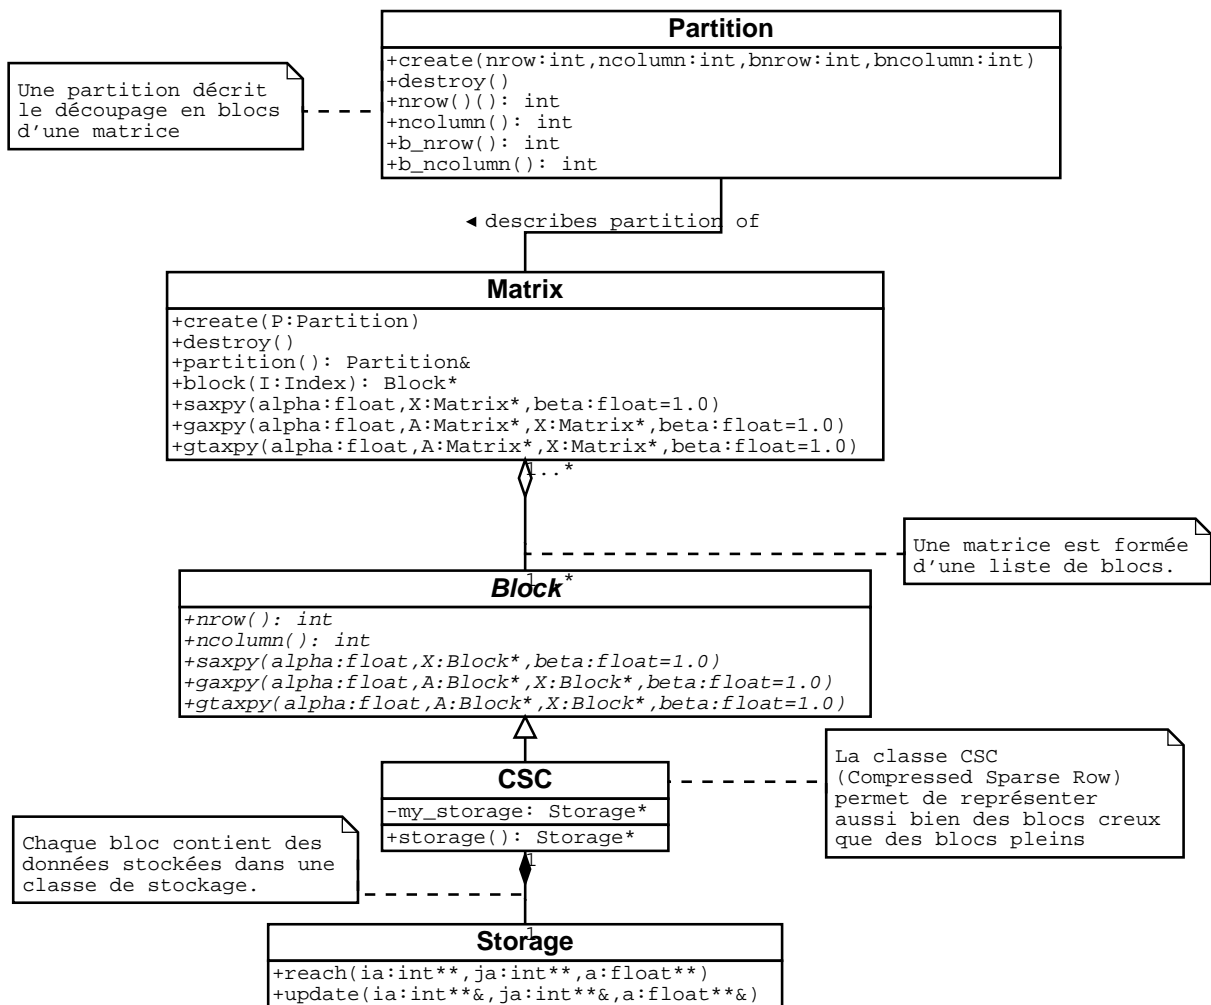 Partition
+create(nrow:int,ncolumn:int,bnrow:int,bncolumn:int)
+destroy()
+nrow()(): int
+ncolumn(): int
+b_nrow(): int
+b_ncolumn(): int
Une partition décrit
le découpage en blocs
d’une matrice
◄ describes partition of
Matrix
+create(P:Partition)
+destroy()
+partition(): Partition&
+block(I:Index): Block*
+saxpy(alpha:float,X:Matrix*,beta:float=1.0)
+gaxpy(alpha:float,A:Matrix*,X:Matrix*,beta:float=1.0)
+gtaxpy(alpha:float,A:Matrix*,X:Matrix*,beta:float=1.0)
1..*
Une matrice est formée
d’une liste de blocs.
1..*
Block
+nrow(): int
+ncolumn(): int
+saxpy(alpha:float,X:Block*,beta:float=1.0)
+gaxpy(alpha:float,A:Block*,X:Block*,beta:float=1.0)
+gtaxpy(alpha:float,A:Block*,X:Block*,beta:float=1.0)
La classe CSC
(Compressed Sparse Row)
permet de représenter
aussi bien des blocs creux
que des blocs pleins
CSC
-my_storage: Storage*
+storage(): Storage*
1
Chaque bloc contient des
données stockées dans une
classe de stockage.
1
Storage
+reach(ia:int**,ja:int**,a:float**)
+update(ia:int**&,ja:int**&,a:float**&)